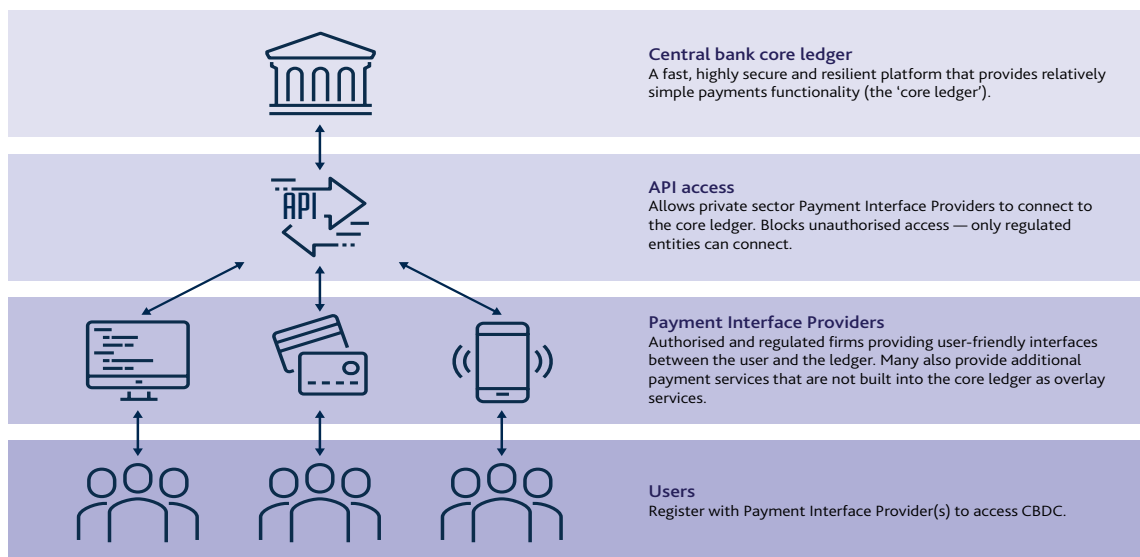 Central bank core ledger
A fast, highly secure and resilient platform that provides relatively
simple payments functionality (the ‘core ledger’).
API
API access
Allows private sector Payment Interface Providers to connect to
the core ledger. Blocks unauthorised access — only regulated
entities can connect.
Payment Interface Providers
Authorised and regulated firms providing user-friendly interfaces
between the user and the ledger. Many also provide additional
payment services that are not built into the core ledger as overlay
services.
Users
Register with Payment Interface Provider(s) to access CBDC.